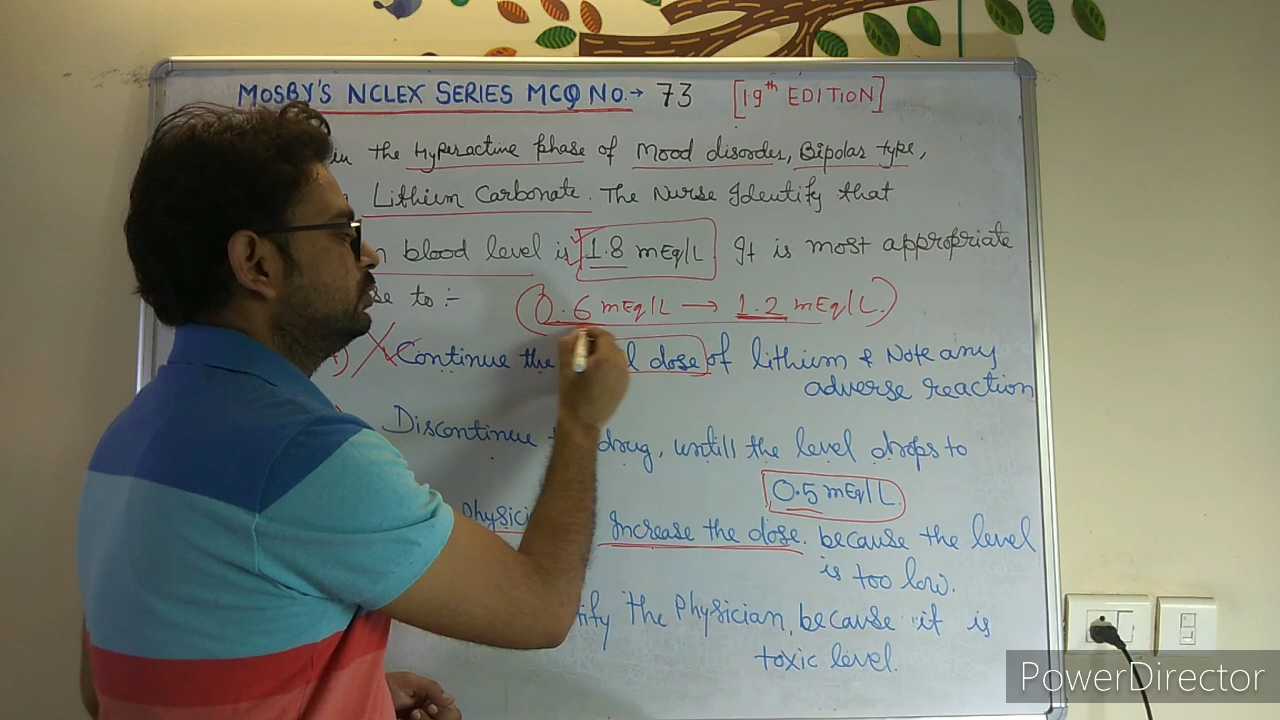 MOSBY'S NCLEX SERIES MCQ NO.→ 73 [19th EDITION]
in the Hyperactive phase of Mood disorder, Bipolar type,
Lithium Carbonate. The Nurse Identify that
blood level is 1.8 mEq/L It is most appropriate
to :-
(0.6 mEq/L → 1.2 mEq/L.)
Continue the dose of lithium & Note any
adverse reaction
Discontinue drug, untill the level drops to
0.5 mEq/L.
Increase the dose. because the level
is too low.
the Physician, because it is
toxic level.
PowerDirector